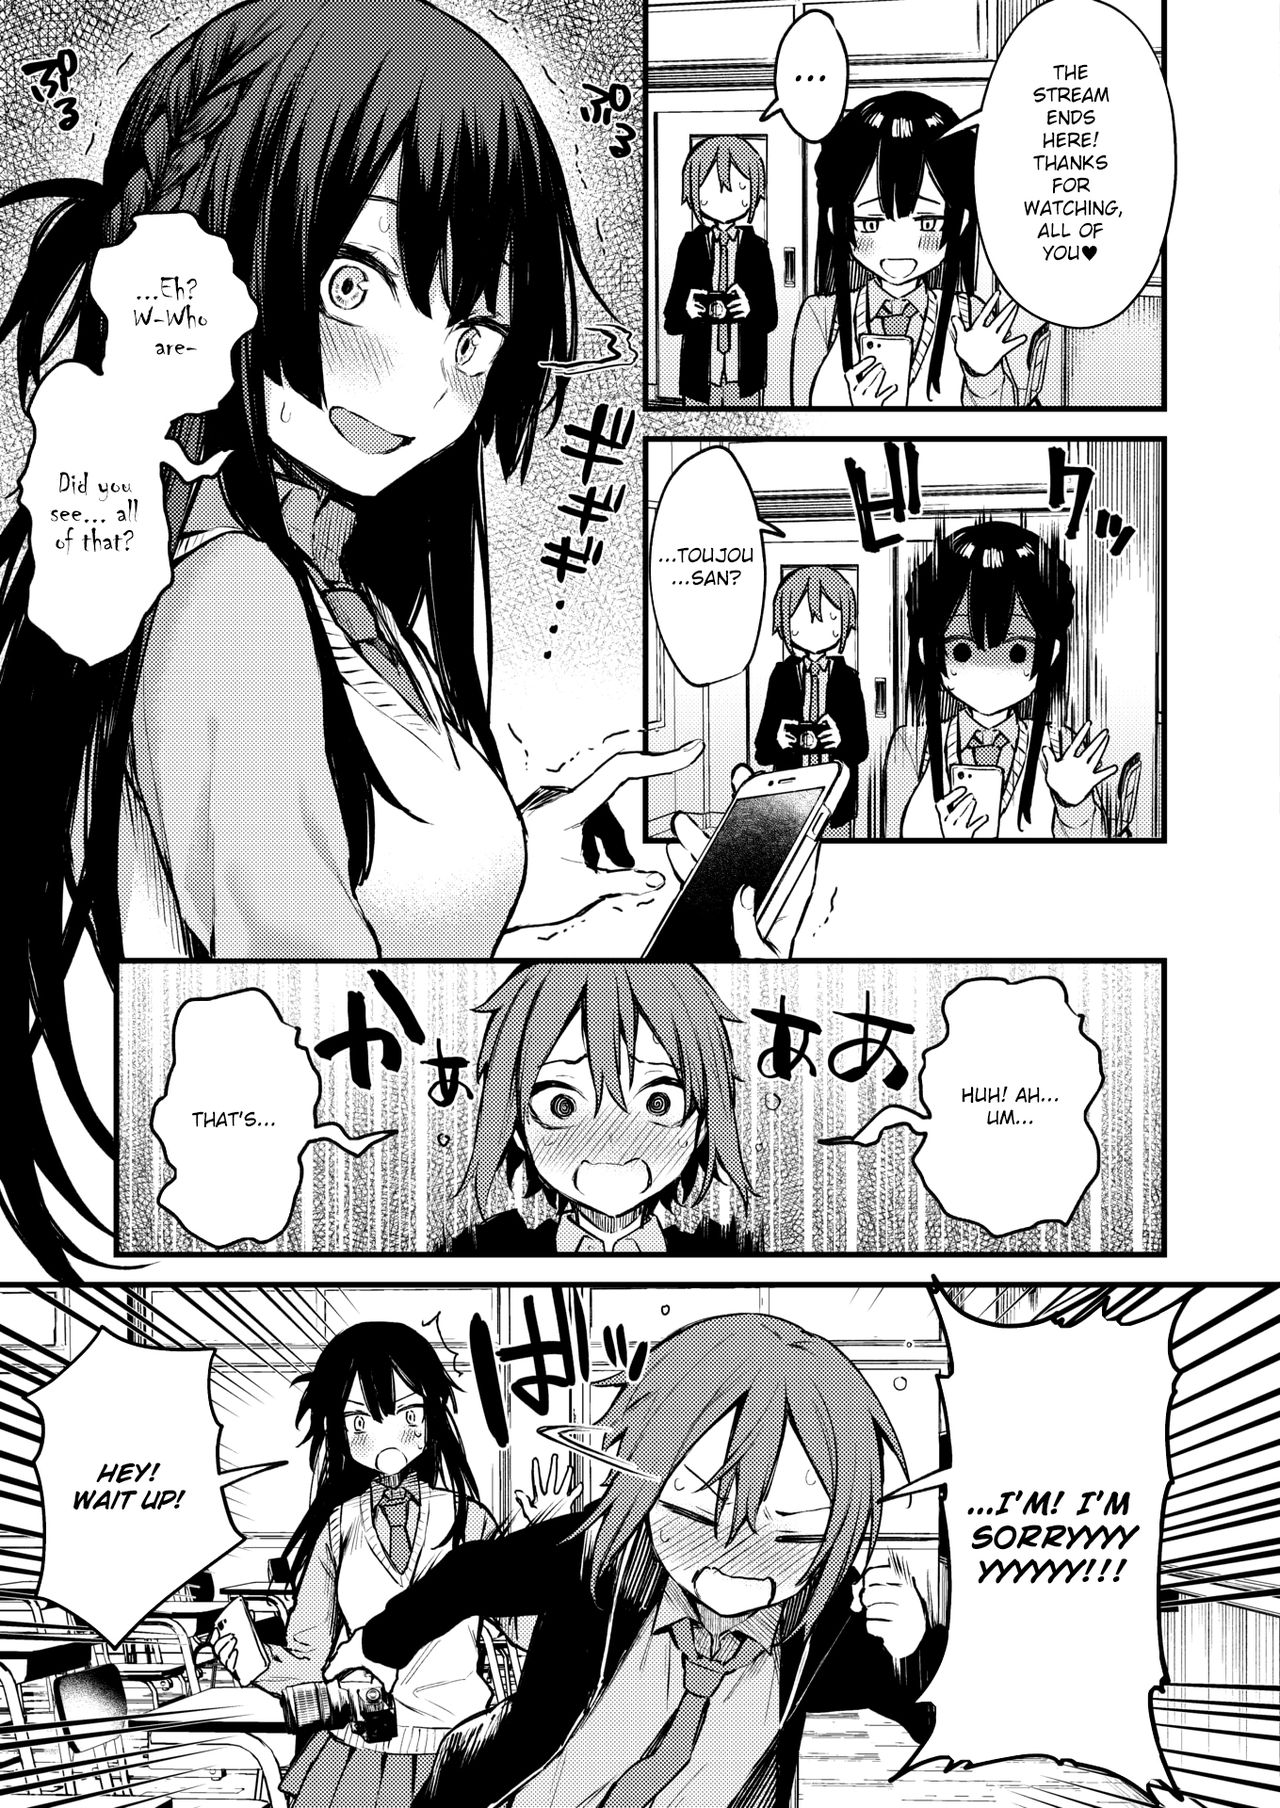 THE
STREAM
ENDS
HERE!
THANKS
FOR
WATCHING,
ALL OF
YOU♥
...
...TOUJOU
...SAN?
ビクッ
ぷる
ぷる
...Eh?
W-Who
are-
Did you
see... all
of that?
ギギギギ...
HUH! AH...
UM...
あああ
かぁ
THAT'S...
...I'M! I'M
SORRYYYY
YYYYYY!!!
ばッ
HEY!
WAIT UP!